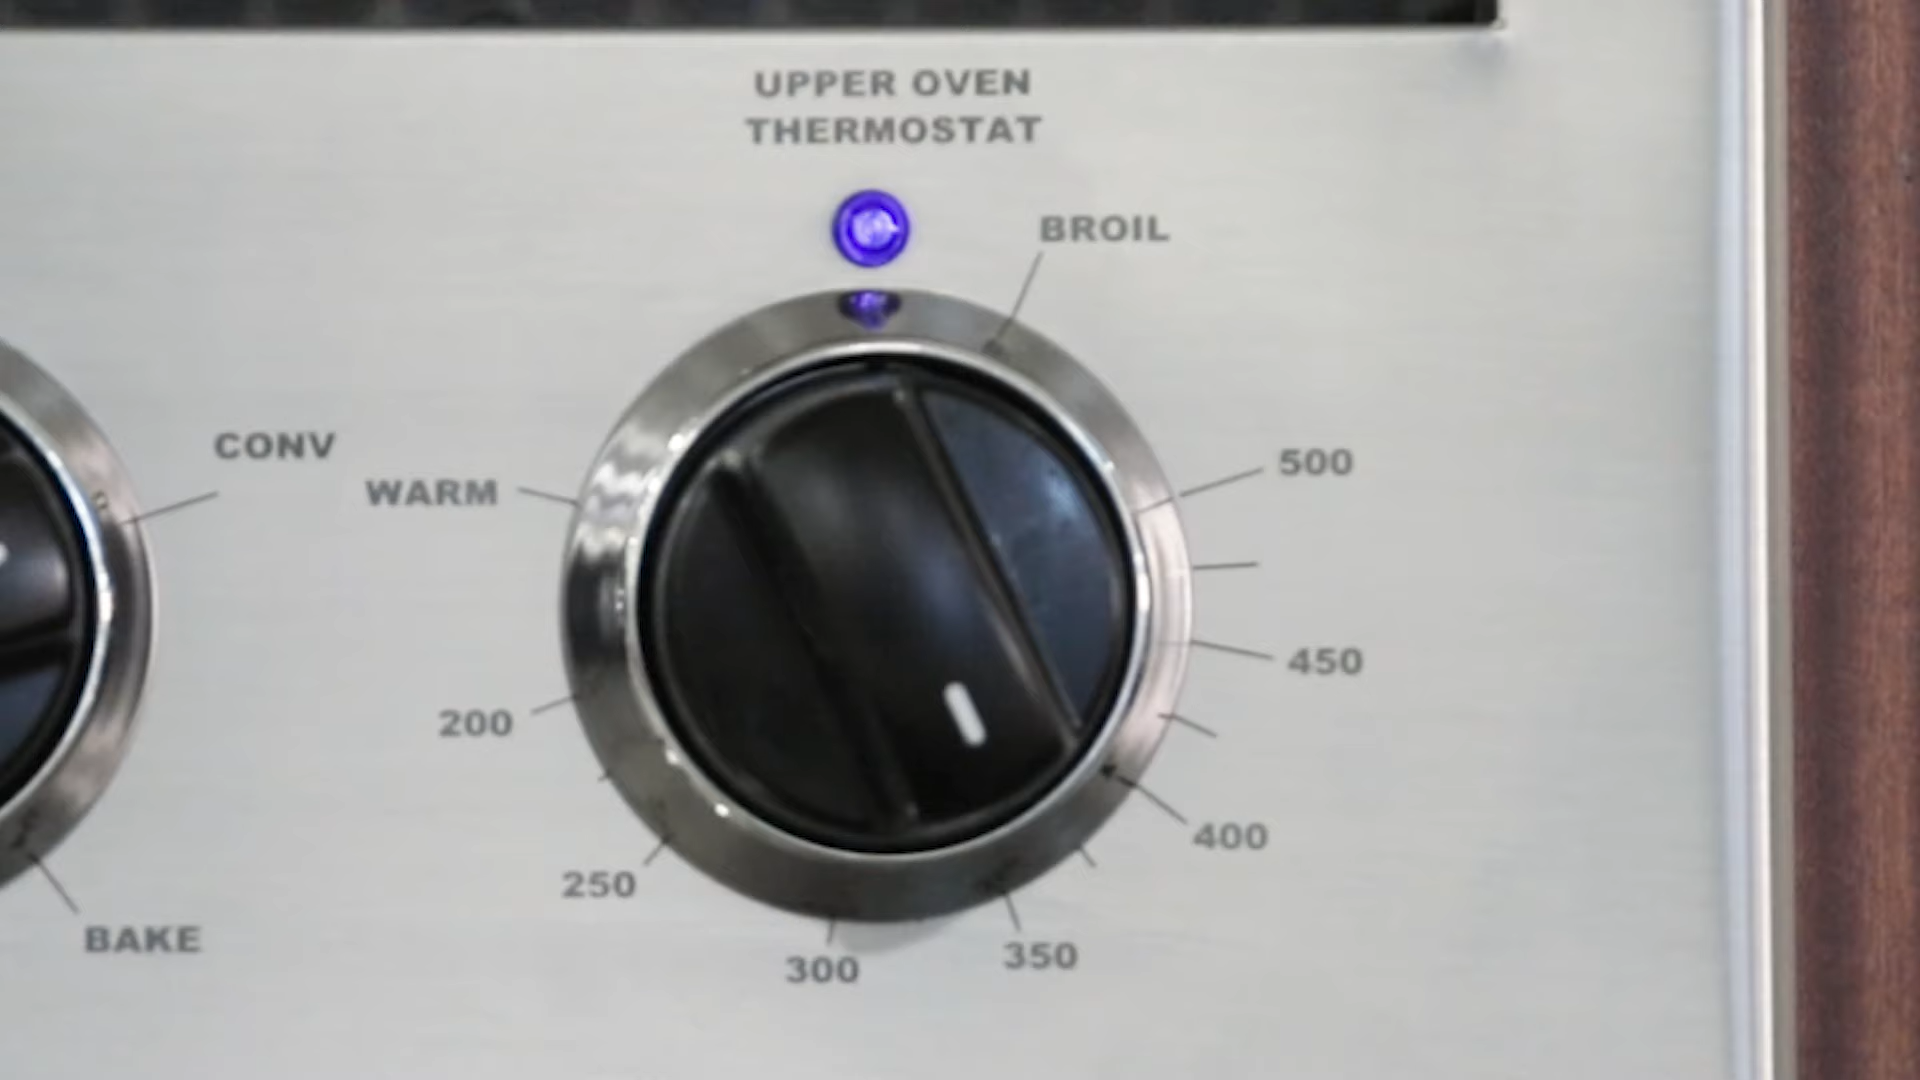 UPPER OVEN
THERMOSTAT
BROIL
CONV
WARM
500
450
200
400
250
BAKE
300
350